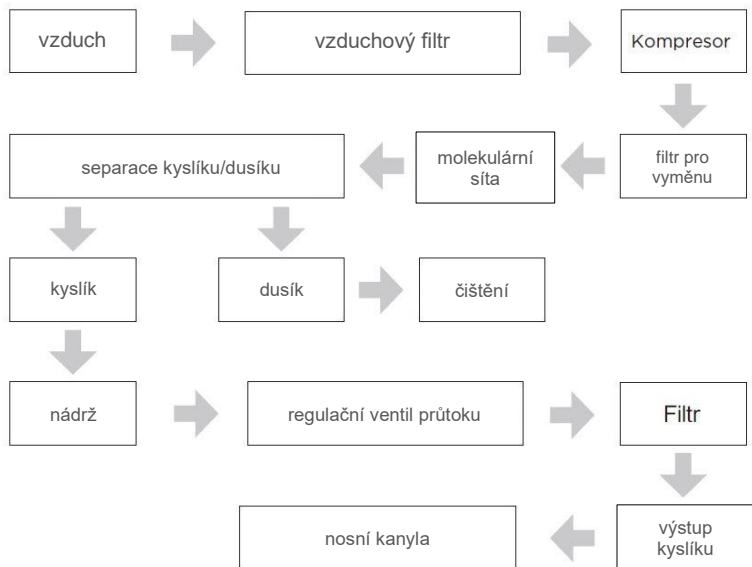 vzduch
vzduchový filtr
Kompresor
separace kyslíku/dusíku
molekulární
síta
filtr pro
vyměnu
kyslík
dusík
čištění
nádrž
regulační ventil průtoku
Filtr
nosní kanyla
výstup
kyslíku